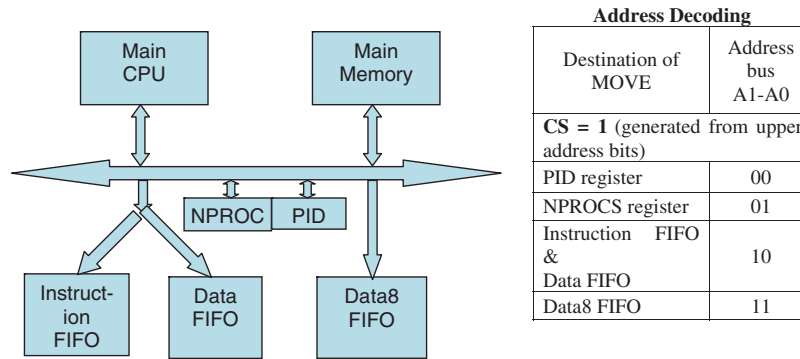 Main
CPU
Main
Memory
NPROC
PID
Instruct-
ion
FIFO
Data
FIFO
Data8
FIFO
Address Decoding
Destination of
MOVE
Address
bus
A1-A0
CS = 1 (generated from upper
address bits)
PID register 00
NPROCS register 01
Instruction FIFO
&
Data FIFO
10
Data8 FIFO 11